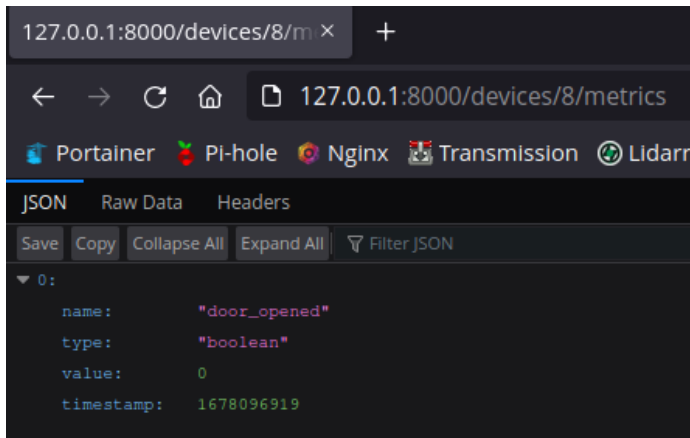 127.0.0.1:8000/devices/8/m
127.0.0.1:8000/devices/8/metrics
Portainer Pi-hole Nginx Transmission Lidarr
JSON Raw Data Headers
Save Copy Collapse All Expand All Filter JSON
0:
name: "door_opened"
type: "boolean"
value: 0
timestamp: 1678096919